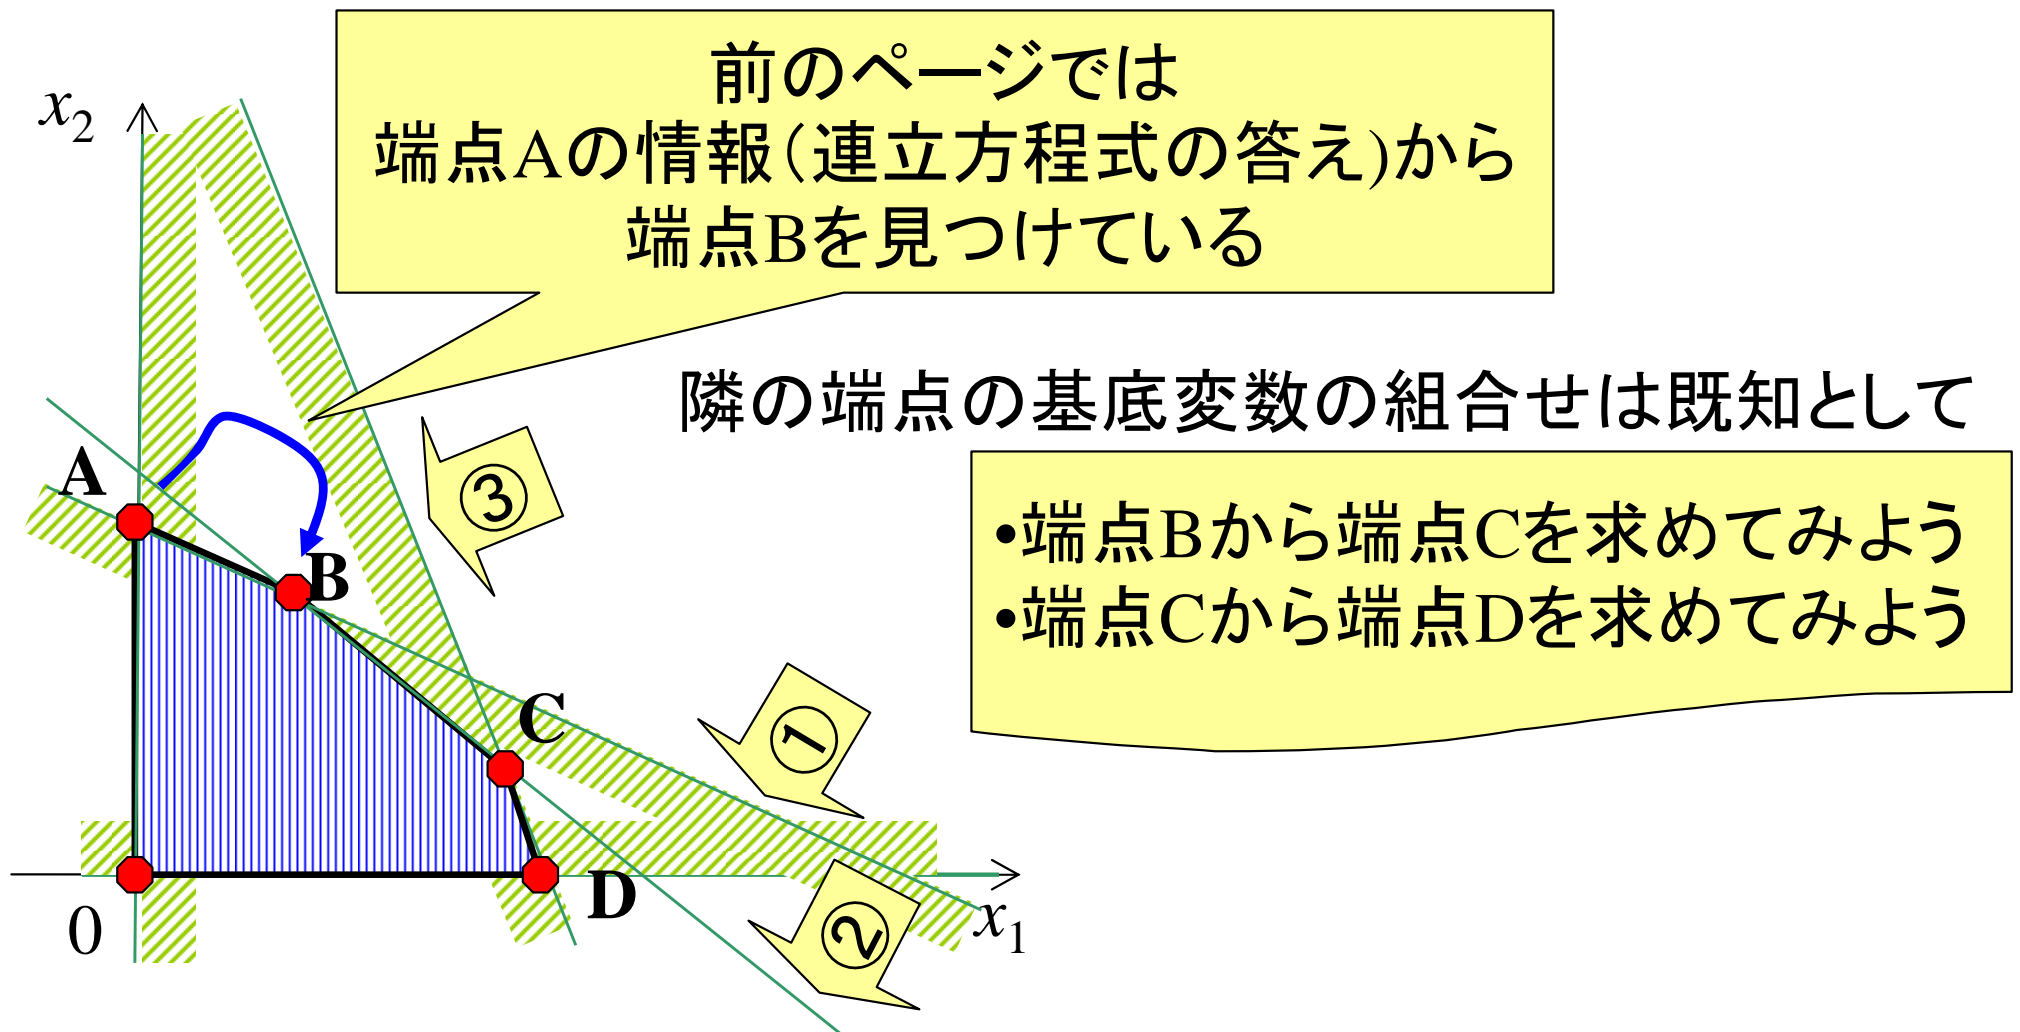 前のページでは
端点Aの情報(連立方程式の答え)から
端点Bを見つけている
x2
隣の端点の基底変数の組合せは既知として
A
③
•端点Bから端点Cを求めてみよう
B
•端点Cから端点Dを求めてみよう
C
①
D
0
②
x1